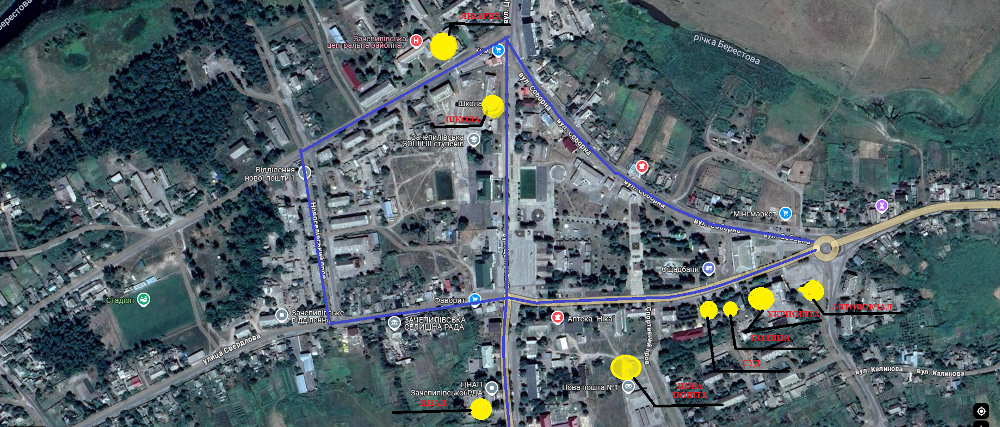 Берестова
вул. Ц
ЛІКАРНЯ
Зачепилівська
центральна районна...
Кум
річка Берестова
вул. Соборна
Школа
ШКОЛА
вул. Соборна
Зачепилівська
ЗОШ І-ІІІ ступенів
Відділення
нової пошти 1
вул. Соборна
Новоселівський пров.
Міні-маркет
вул. Соборна
вул. Соборна
вул. Центральна
Ощадбанк
Стадіон
Фаворит
АВТОВОКЗАЛ
Зачепилівське
відділення
ЗАЧЕПИЛІВСЬКА
СЕЛИЩНА РАДА
Аптека "Ніка"
Спортивний пров.
УКРПОШТА
ПОЛІЦІЯ
улица Свердлова
СУД
вул. Калинова
вул. Калинова
ЦНАП
Зачепилівської РДА
Нова пошта №1
НОВА
ПОШТА
ЦНАП